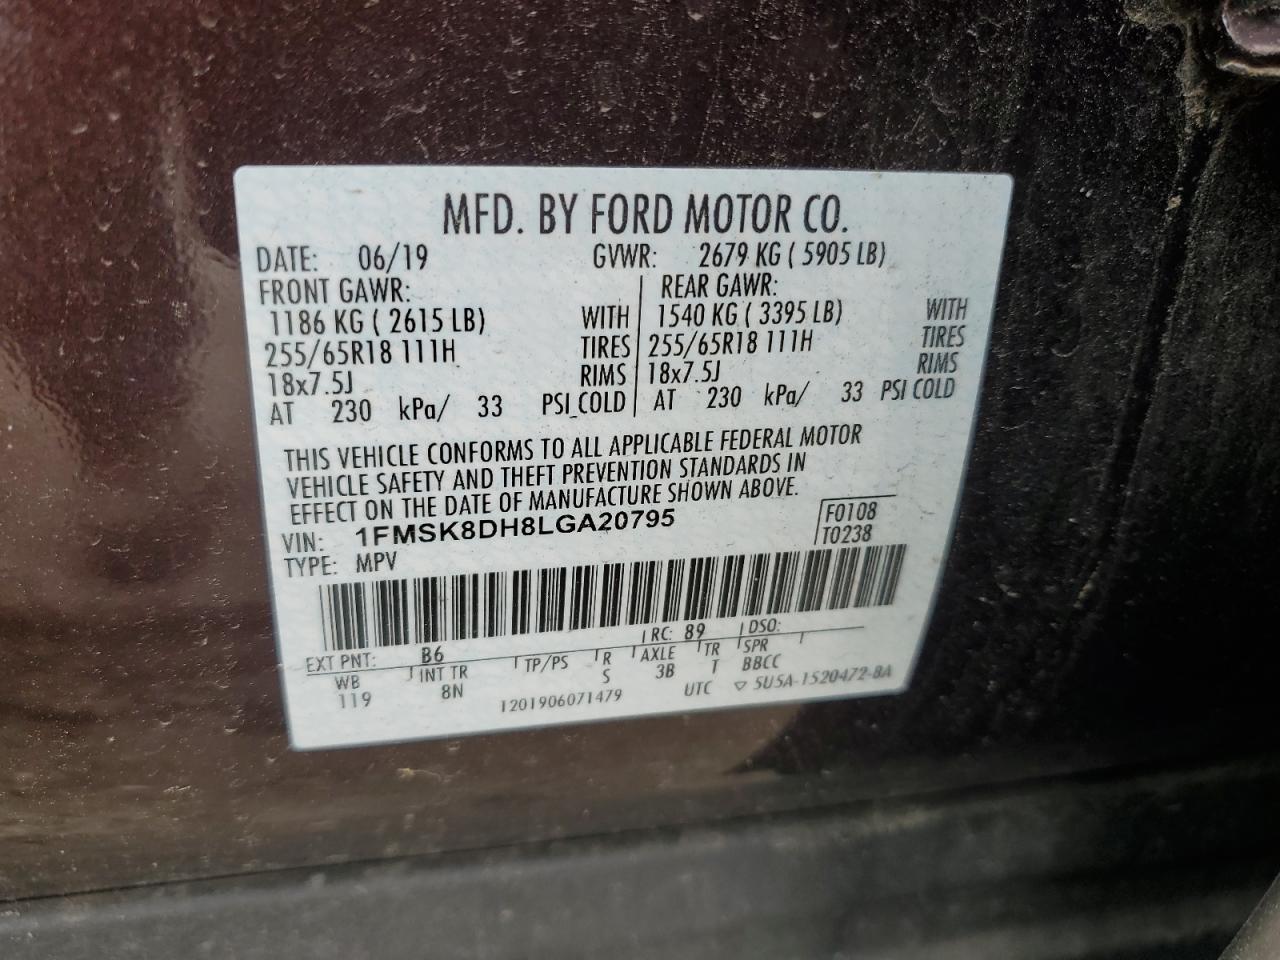 MFD. BY FORD MOTOR CO.
DATE: 06/19 GVWR: 2679 KG ( 5905 LB)
FRONT GAWR: REAR GAWR:
1186 KG ( 2615 LB) WITH 1540 KG ( 3395 LB) WITH
255/65R18 111H TIRES 255/65R18 111H TIRES
18x7.5J RIMS 18x7.5J RIMS
AT 230 kPa/ 33 PSI COLD AT 230 kPa/ 33 PSI COLD
THIS VEHICLE CONFORMS TO ALL APPLICABLE FEDERAL MOTOR
VEHICLE SAFETY AND THEFT PREVENTION STANDARDS IN
EFFECT ON THE DATE OF MANUFACTURE SHOWN ABOVE.
VIN: 1FMSK8DH8LGA20795 F0108
TYPE: MPV T0238
EXT PNT: B6 RC: 89 DSO:
WB INT TR TP/PS R AXLE TR SPR
119 8N S 3B T BBCC
1201906071479 UTC ▽ 5U5A-1520472-8A